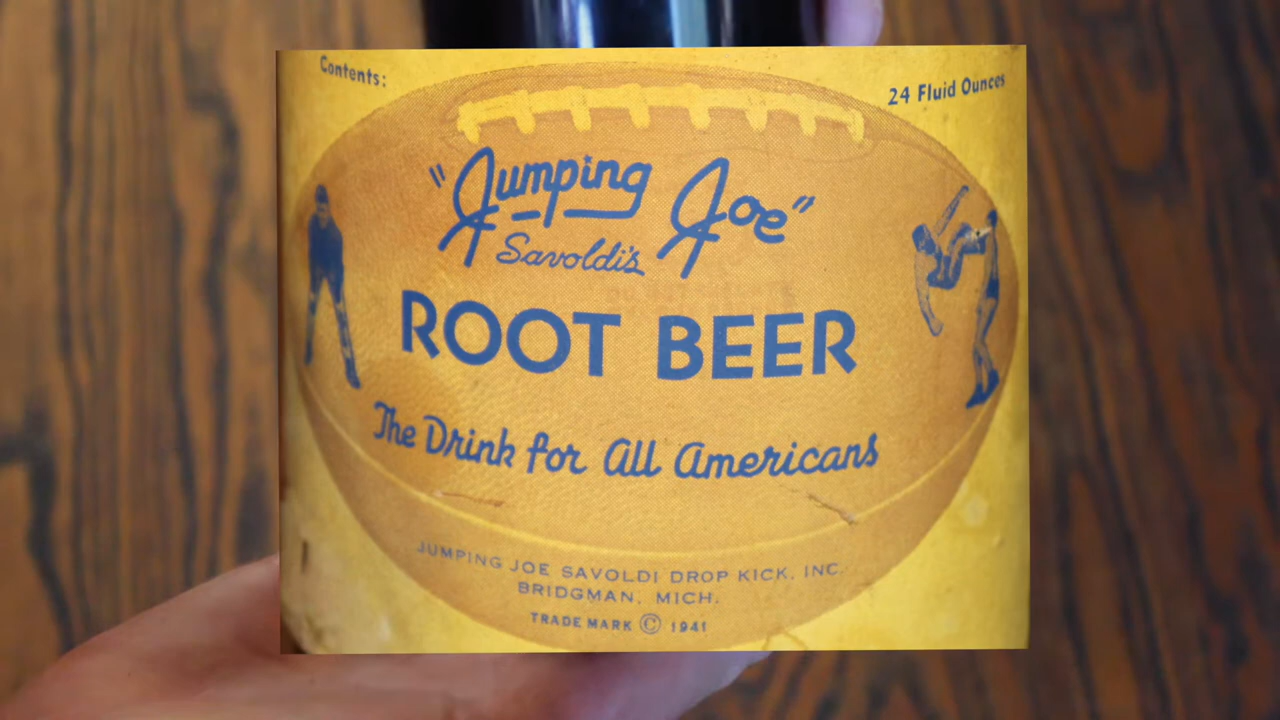 Contents:
24 Fluid Ounces
"Jumping Joe"
Savoldi's
ROOT BEER
The Drink for All Americans
JUMPING JOE SAVOLDI DROP KICK, INC.
BRIDGMAN, MICH.
TRADE MARK © 1941